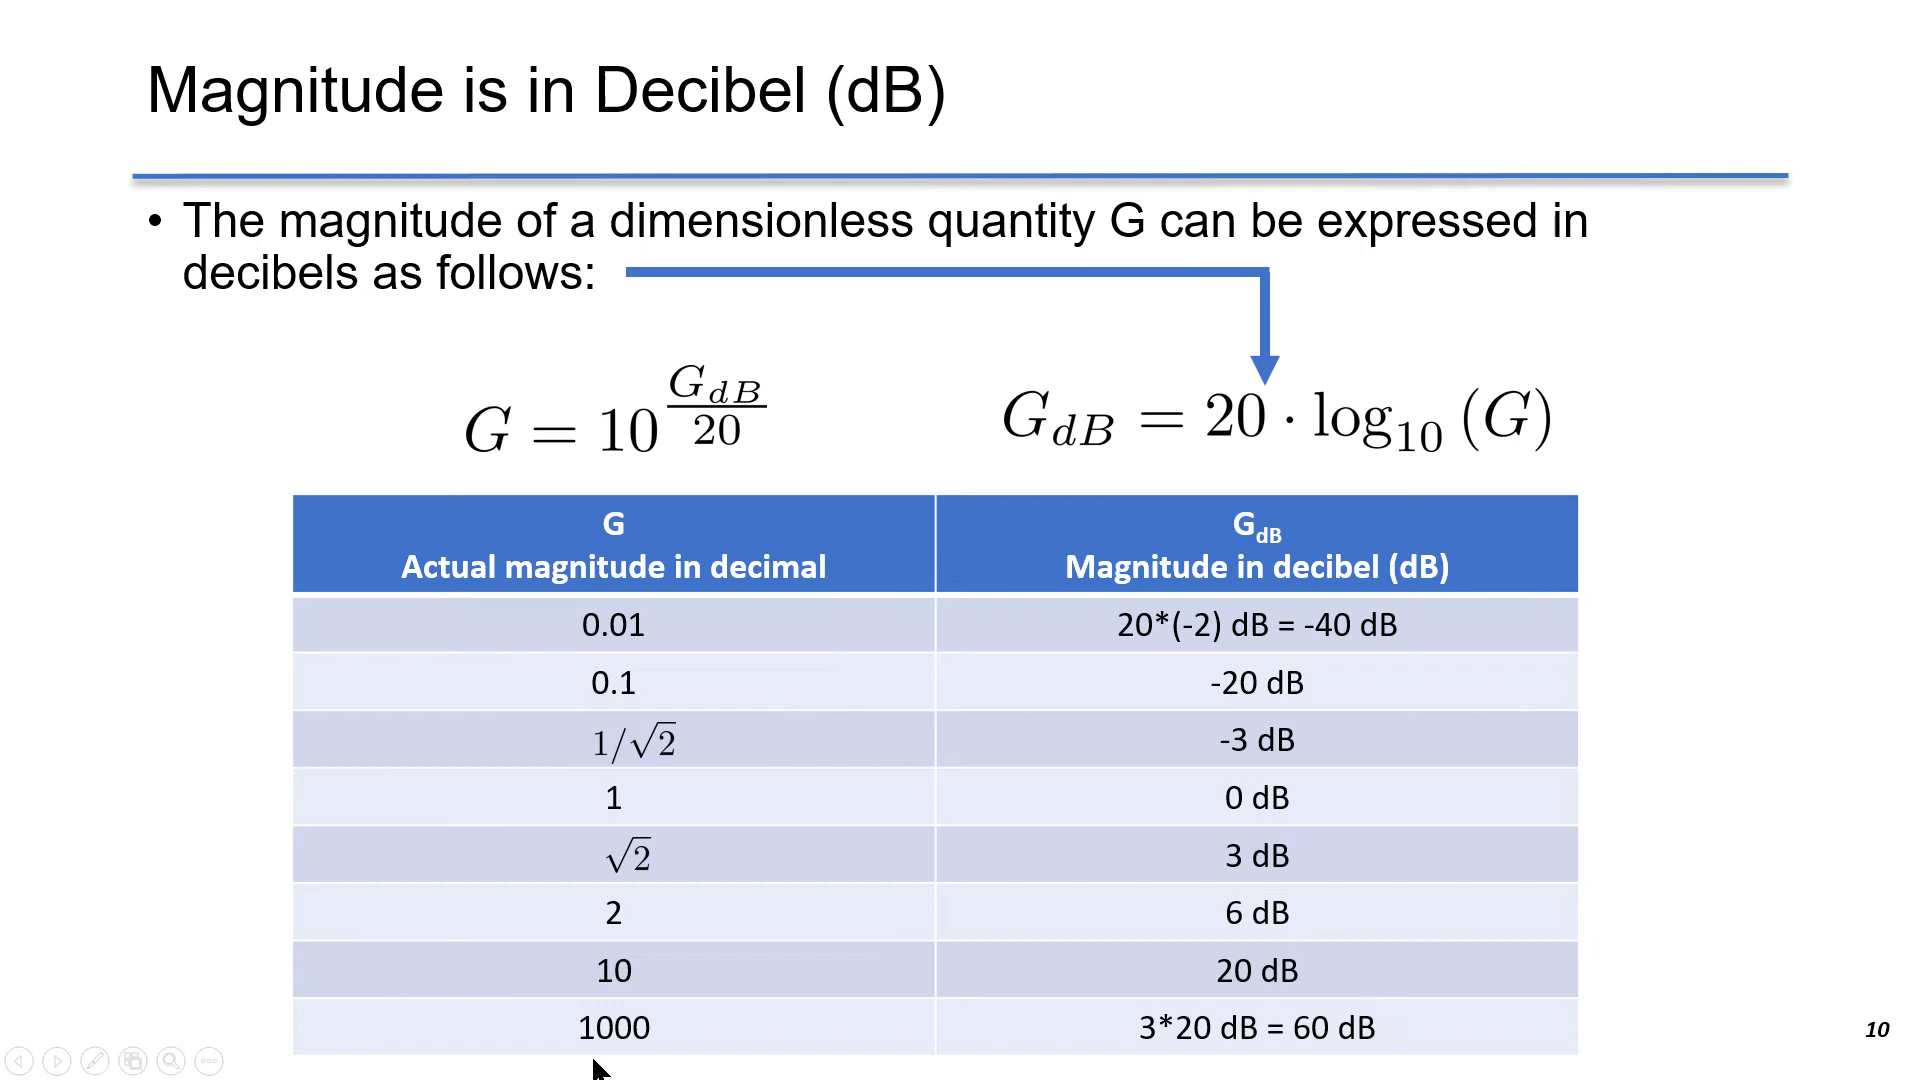 Magnitude is in Decibel (dB)
• The magnitude of a dimensionless quantity G can be expressed in
decibels as follows:
G = 10^(G_dB/20)
G_dB = 20 · log_10 (G)
G
Actual magnitude in decimal
G_dB
Magnitude in decibel (dB)
0.01
20*(-2) dB = -40 dB
0.1
-20 dB
1/√2
-3 dB
1
0 dB
√2
3 dB
2
6 dB
10
20 dB
1000
3*20 dB = 60 dB
10